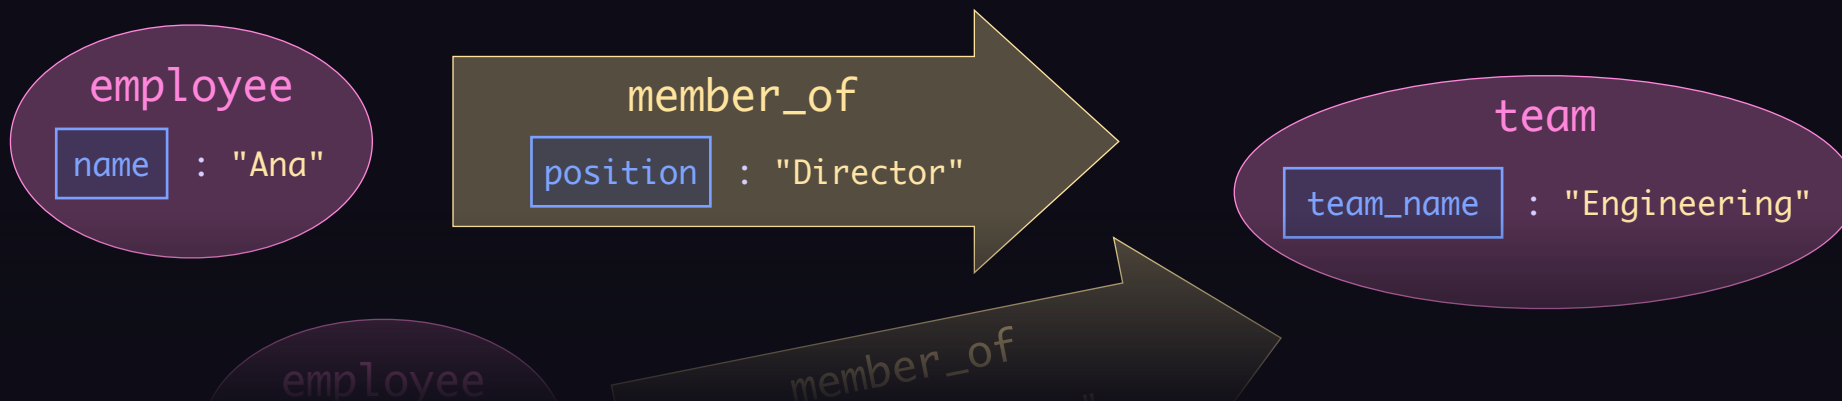 employee
name : "Ana"
member_of
position : "Director"
team
team_name : "Engineering"
employee
member_of